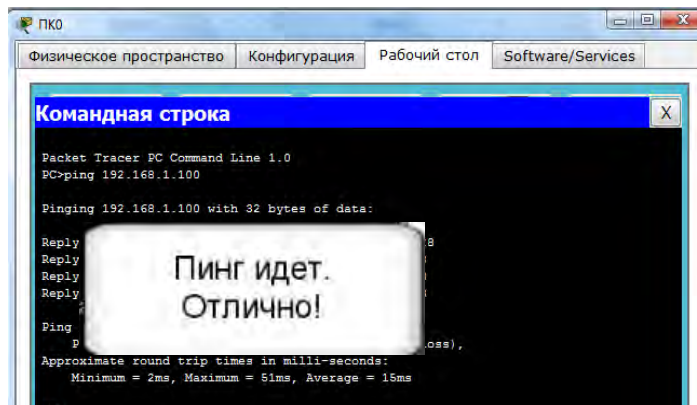 ПК0
Физическое пространство Конфигурация Рабочий стол Software/Services
Командная строка X
Packet Tracer PC Command Line 1.0
PC>ping 192.168.1.100
Pinging 192.168.1.100 with 32 bytes of data:
Reply
Reply
Reply
Reply
Пинг идет.
Отлично!
Ping
P oss),
Approximate round trip times in milli-seconds:
Minimum = 2ms, Maximum = 51ms, Average = 15ms